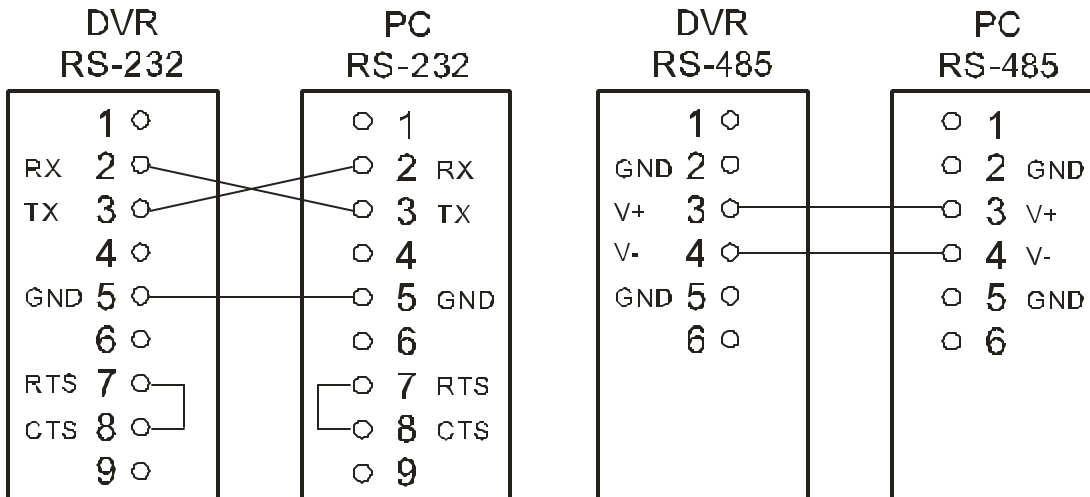 DVR
RS-232
PC
RS-232
1
RX 2
TX 3
4
GND 5
6
RTS 7
CTS 8
9
1
2 RX
3 TX
4
5 GND
6
7 RTS
8 CTS
9
DVR
RS-485
PC
RS-485
1
GND 2
V+ 3
V- 4
GND 5
6
1
2 GND
3 V+
4 V-
5 GND
6